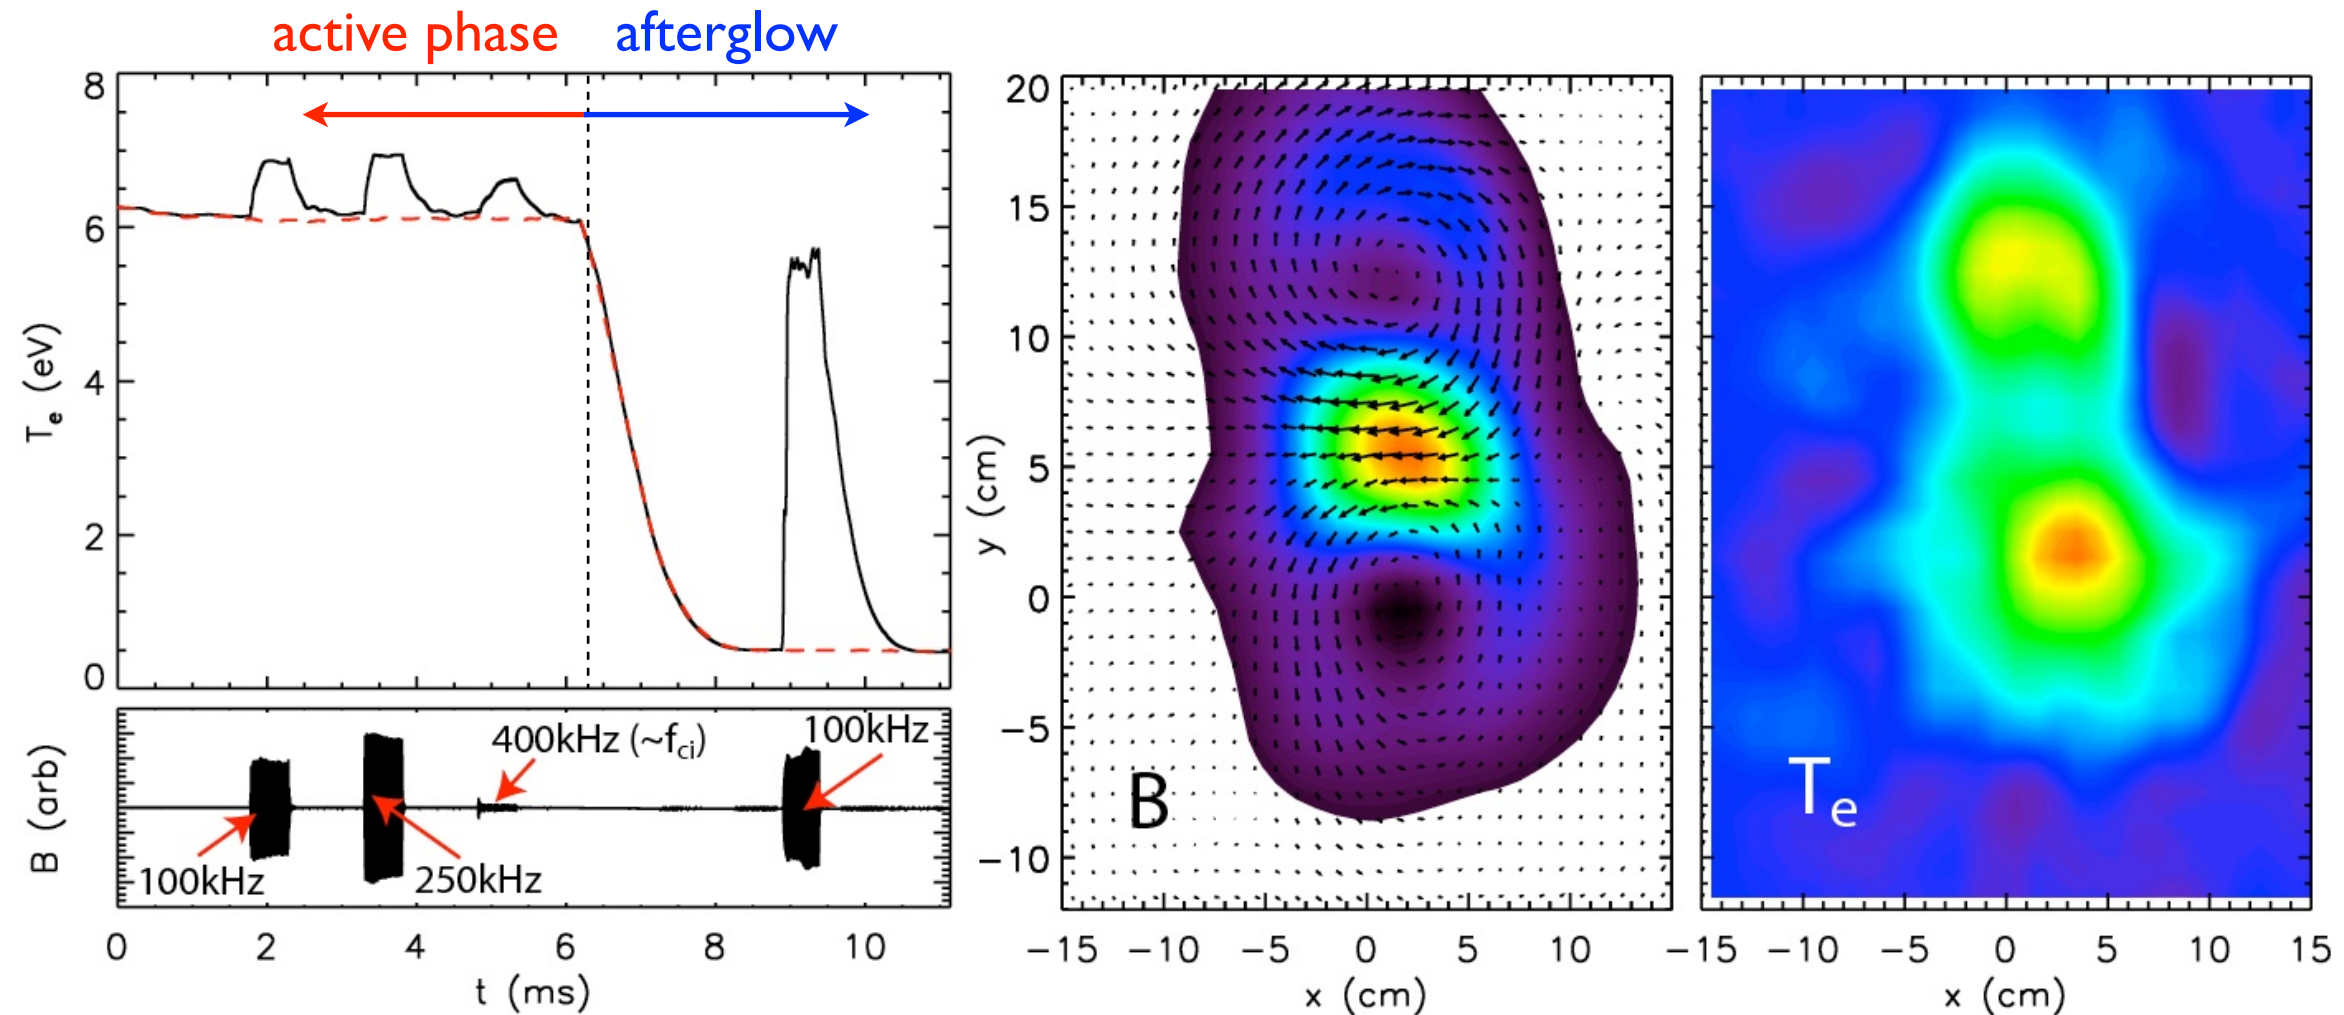 active phase afterglow
8
6
4
2
0
T_e (eV)
400kHz (~f_ci)
100kHz
100kHz
250kHz
B (arb)
0 2 4 6 8 10
t (ms)
20
15
10
5
0
−5
−10
y (cm)
B
−15 −10 −5 0 5 10
x (cm)
T_e
−15 −10 −5 0 5 10 15
x (cm)